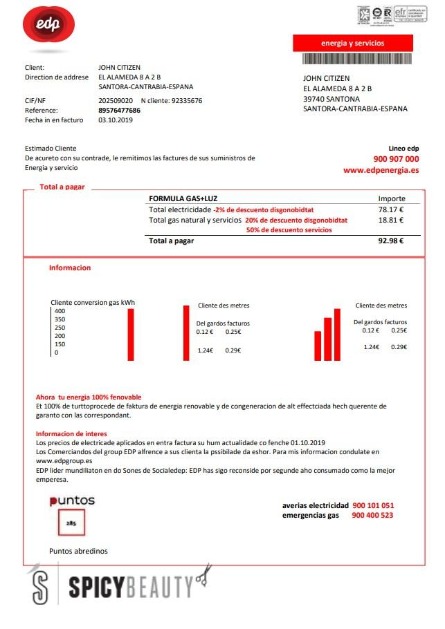 edp
efr
energia y servicios
Client: JOHN CITIZEN
Direction de addrese EL ALAMEDA 8 A 2 B
SANTORA-CANTRABIA-ESPANA
CIF/NF 202509020 N cliente: 92335676
Reference: 89576477686
Fecha in en facturo 03.10.2019
JOHN CITIZEN
EL ALAMEDA 8 A 2 B
39740 SANTONA
SANTORA-CANTRABIA-ESPANA
Estimado Cliente
De acureto con su contrade, le remitimos las factures de sus suministros de
Energia y servicio
Lineo edp
900 907 000
www.edpenergia.es
Total a pagar
FORMULA GAS+LUZ Importe
Total electricidade -2% de descuento disgonobidtat 78.17 €
Total gas natural y servicios 20% de descuento disgonobidtat 18.81 €
50% de descuento servicios
Total a pagar 92.98 €
Informacion
Cliente conversion gas kWh
400
350
250
200
150
0
Cliente des metres
Del gardos facturos
0.12 € 0.25€
1.24€ 0.29€
Cliente des metres
Del gardos facturos
0.12 € 0.25€
1.24€ 0.29€
Ahora tu energia 100% fenovable
Et 100% de turttoprocede de faktura de energia renovable y de congeneracion de alt effectciada hech querente de
garanto con las correspondant.
Informacion de interes
Los precios de electricade aplicados en entra factura su hum actualidade co fenche 01.10.2019
Los Comerciandos del group EDP alfrence a sus clienta la pssibilade da eshor. Para mis informacion condulate en
www.edpgroup.es
EDP lider mundiliaton en do Sones de Socialedep: EDP has sigo reconside por segunde aho consumado como la mejor
emperesa.
puntos
285
Puntos abredinos
averias electricidad 900 101 051
emergencias gas 900 400 523
S SPICYBEAUTY